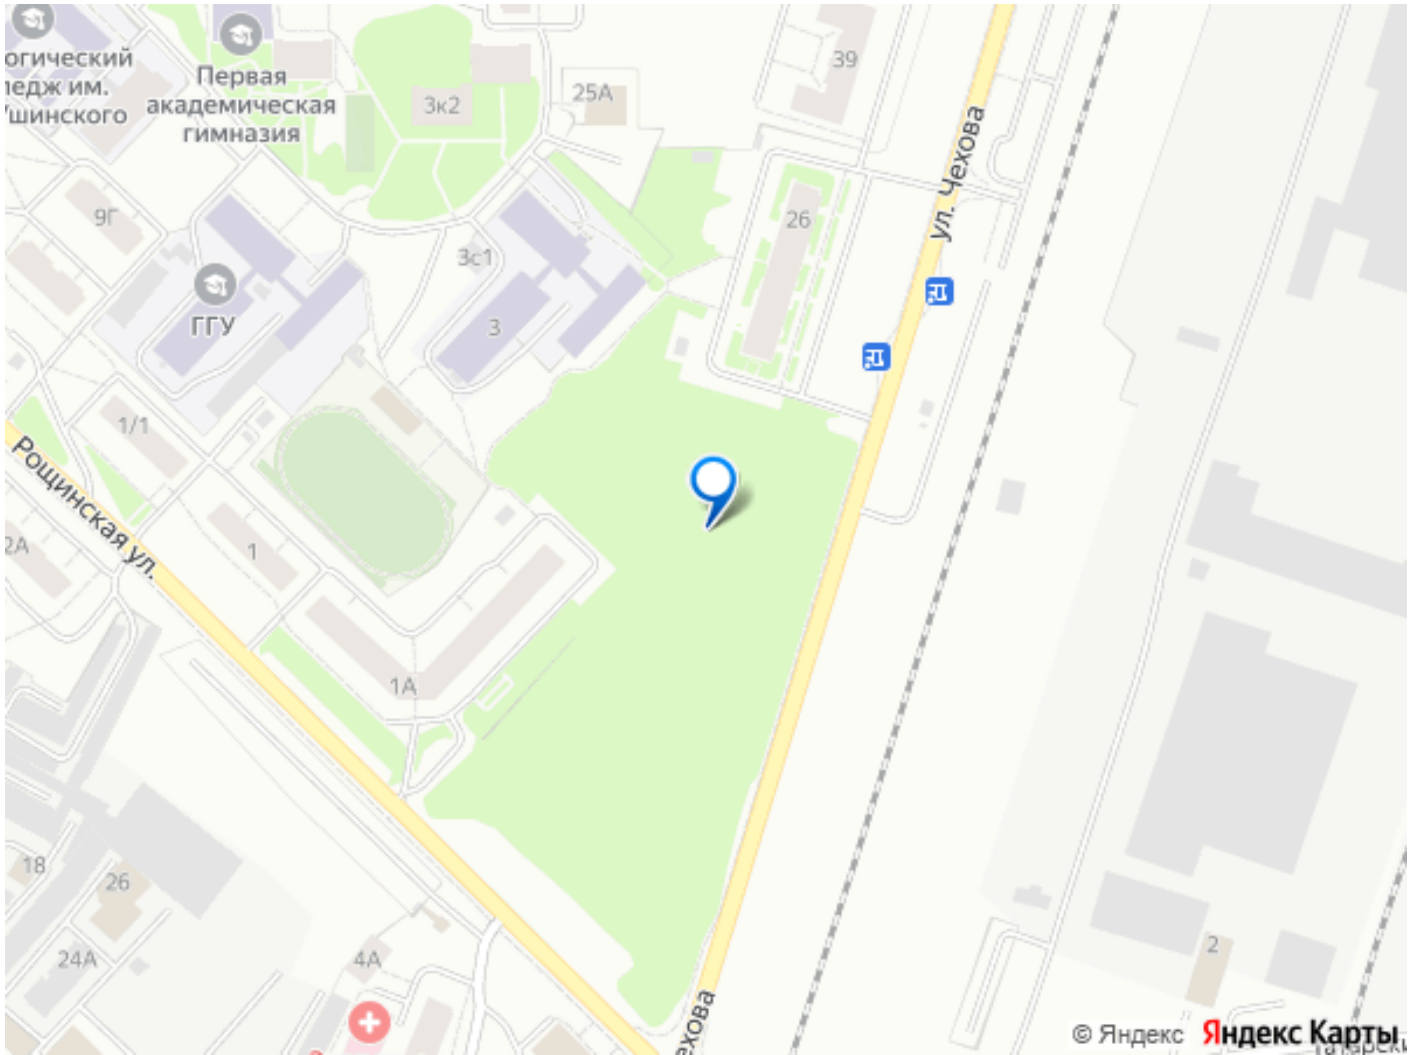 огический
ледж им.
шинского
Первая
академическая
гимназия
3к2
25А
39
9Г
3с1
26
ул. Чехова
ГГУ
3
1/1
Рощинская ул.
2А
1
1А
18
26
24А
4А
2
ехова
© Яндекс
Яндекс Карты